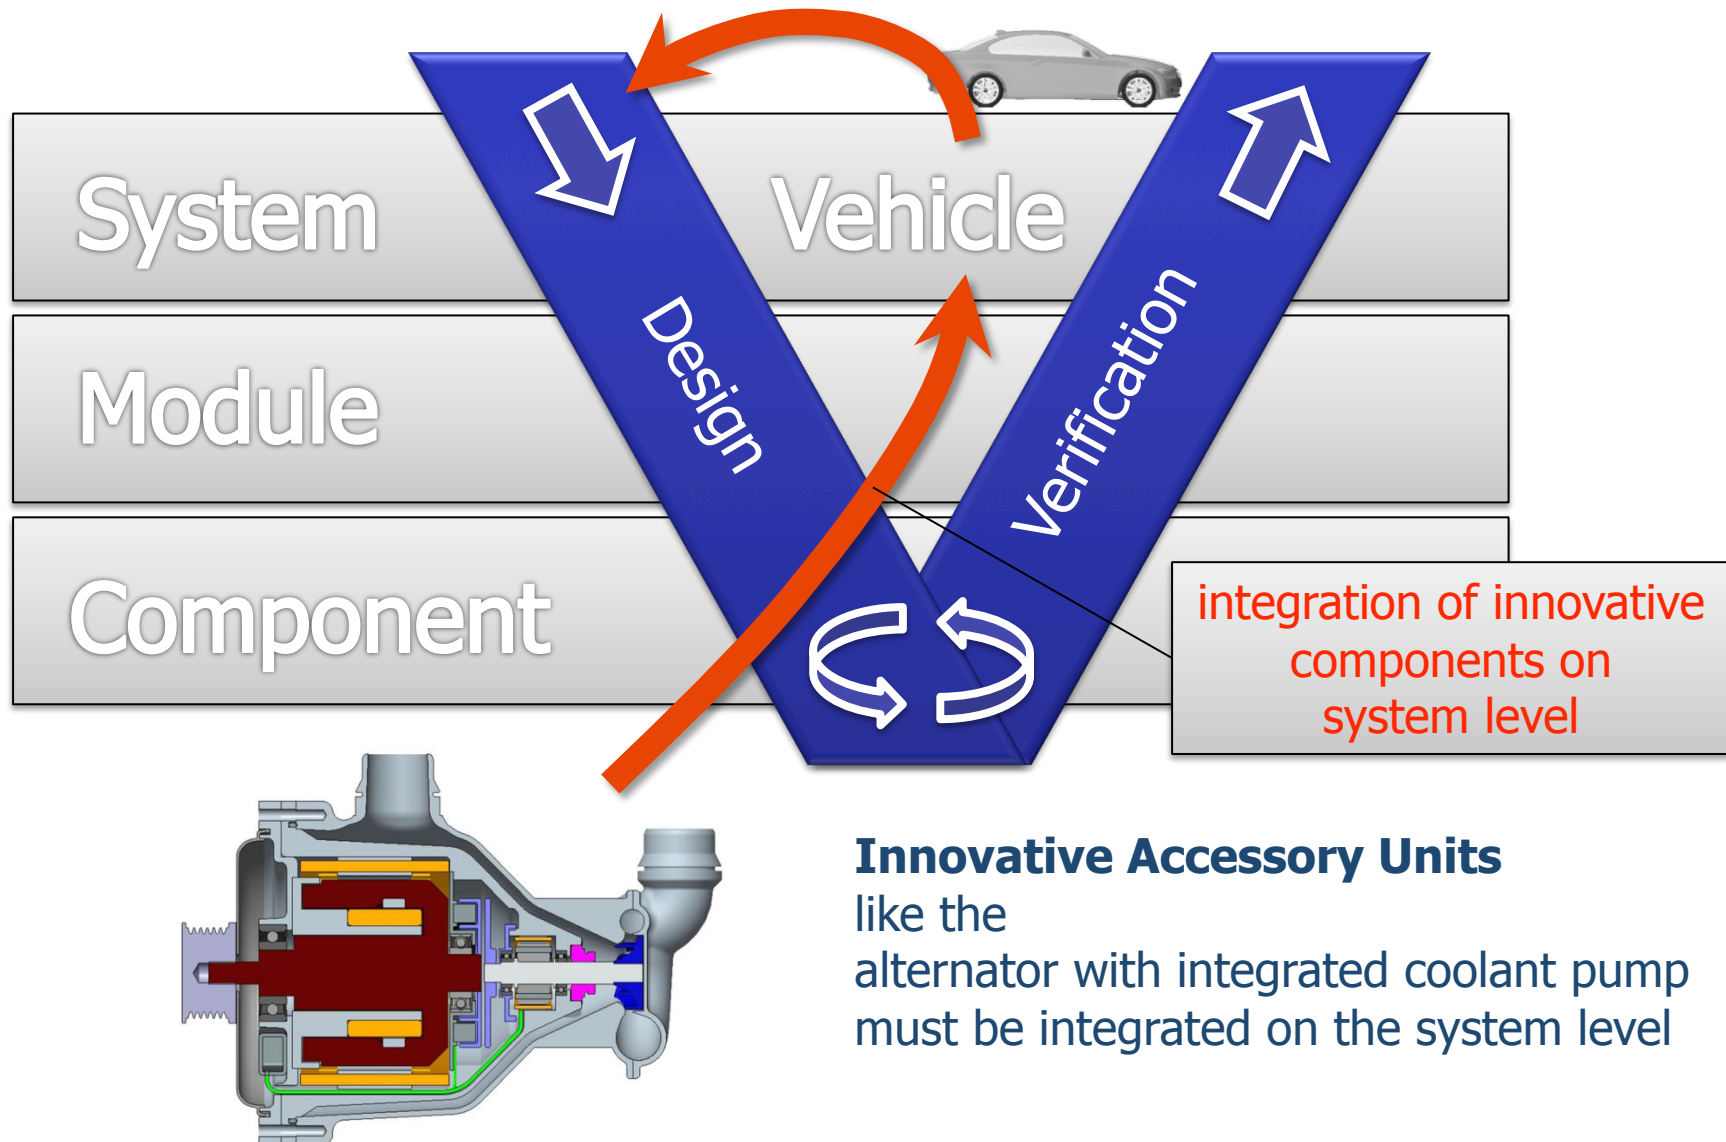 System
Vehicle
Design
Verification
Module
Component
integration of innovative
components on
system level
Innovative Accessory Units
like the
alternator with integrated coolant pump
must be integrated on the system level